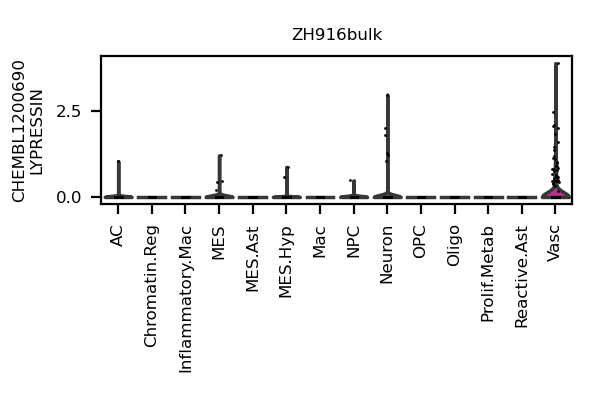 ZH916bulk
CHEMBL1200690
LYPRESSIN
2.5
0.0
AC
Chromatin.Reg
Inflammatory.Mac
MES
MES.Ast
MES.Hyp
Mac
NPC
Neuron
OPC
Oligo
Prolif.Metab
Reactive.Ast
Vasc